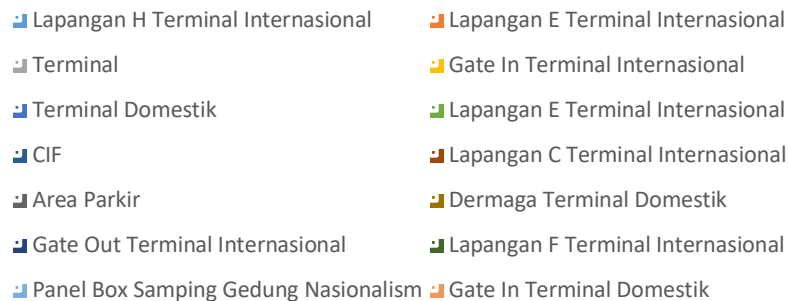 Lapangan H Terminal Internasional Lapangan E Terminal Internasional
Terminal Gate In Terminal Internasional
Terminal Domestik Lapangan E Terminal Internasional
CIF Lapangan C Terminal Internasional
Area Parkir Dermaga Terminal Domestik
Gate Out Terminal Internasional Lapangan F Terminal Internasional
Panel Box Samping Gedung Nasionalism Gate In Terminal Domestik